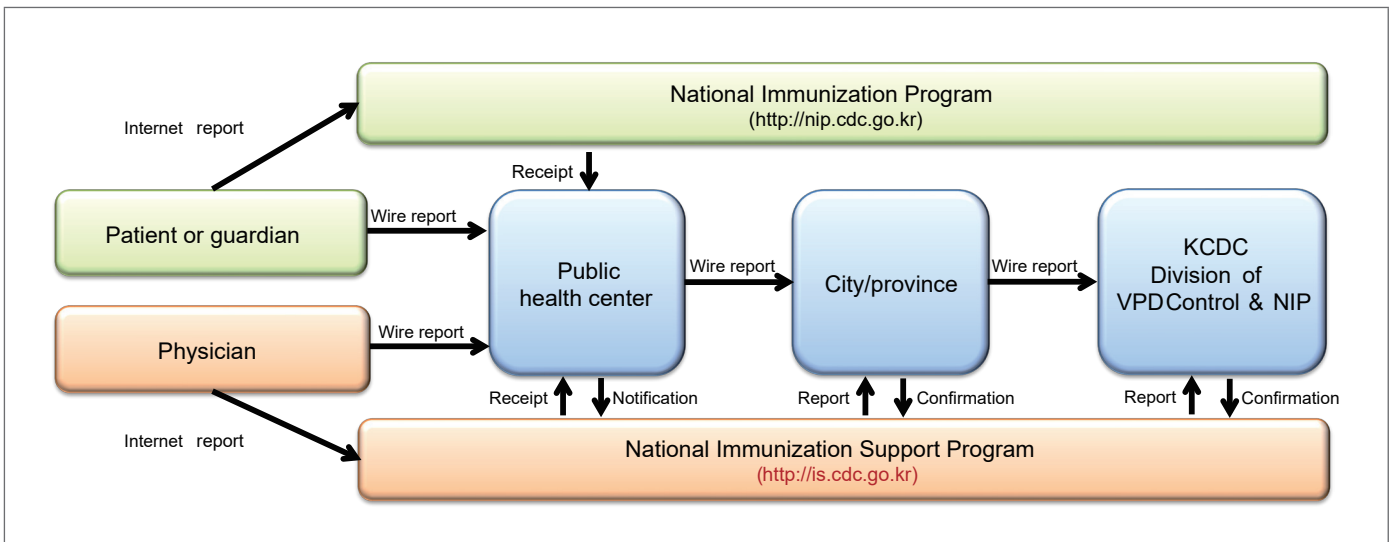 National Immunization Program
(http://nip.cdc.go.kr)
Internet report
Receipt
Patient or guardian
Wire report
Public
health center
Wire report
City/province
Wire report
KCDC
Division of
VPDControl & NIP
Physician
Wire report
Receipt
Notification
Report
Confirmation
Report
Confirmation
Internet report
National Immunization Support Program
(http://is.cdc.go.kr)